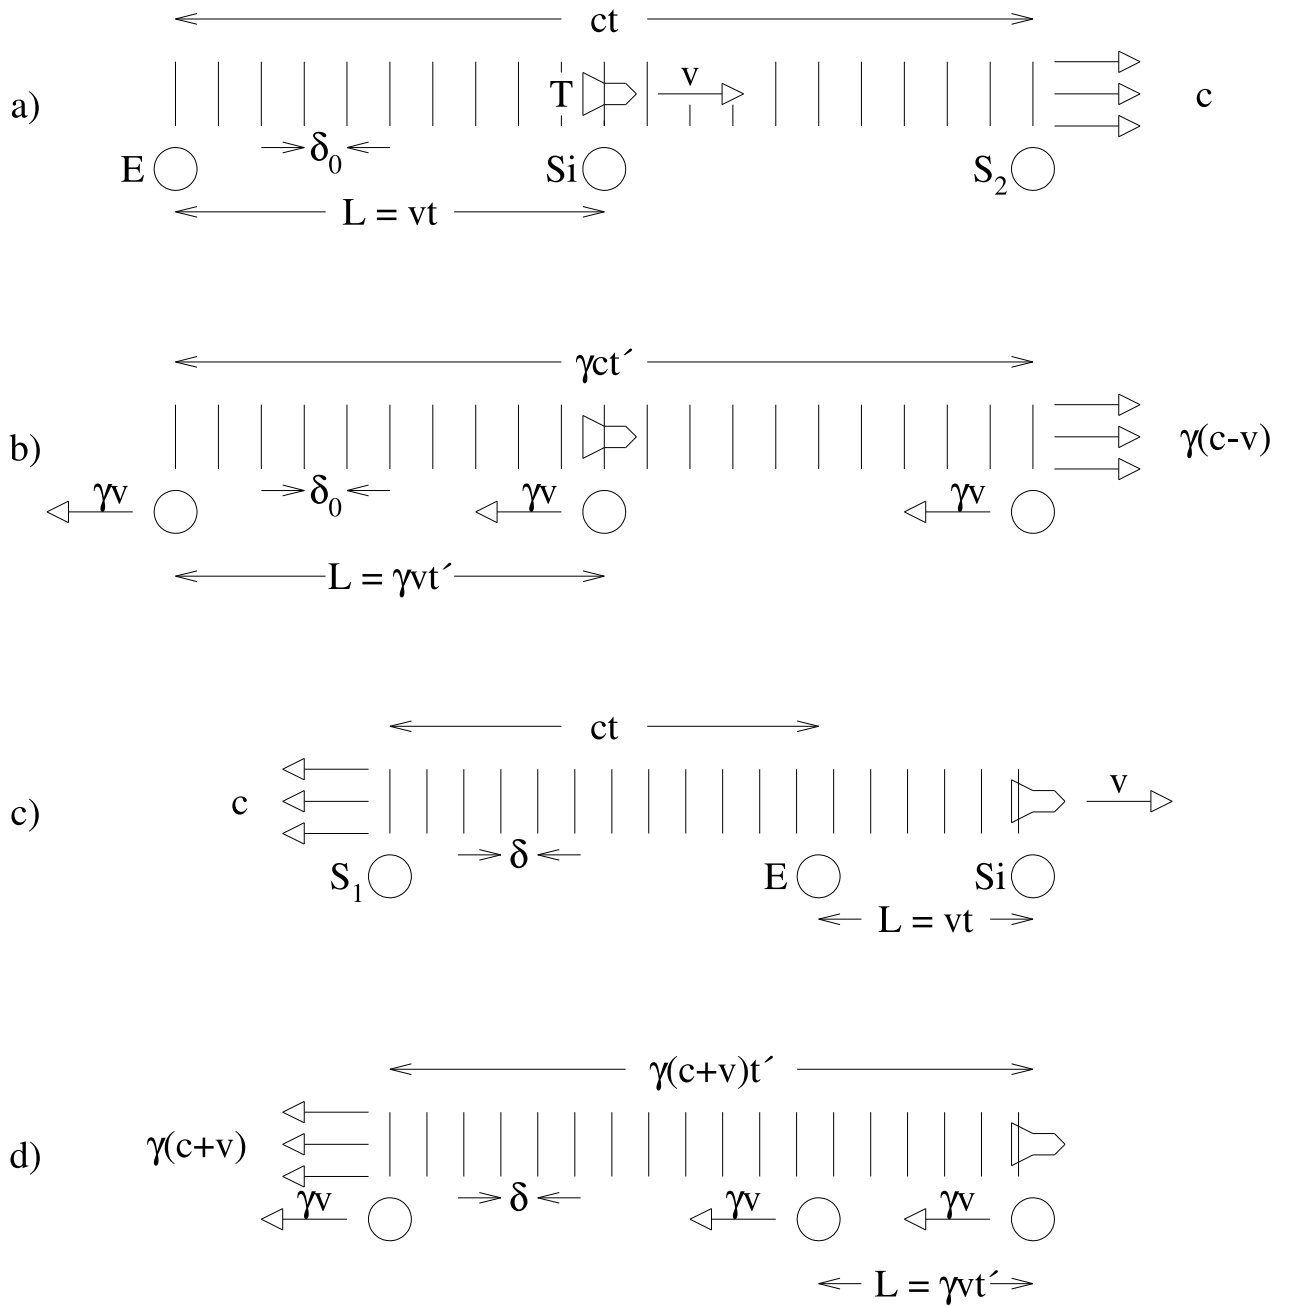 ct
a) T v c
δ₀
E Si S₂
L = vt
γct´
b) γ(c-v)
γv δ₀ γv γv
L = γvt´
ct
c) c v
δ
S₁ E Si
L = vt
γ(c+v)t´
d) γ(c+v)
γv δ γv γv
L = γvt´